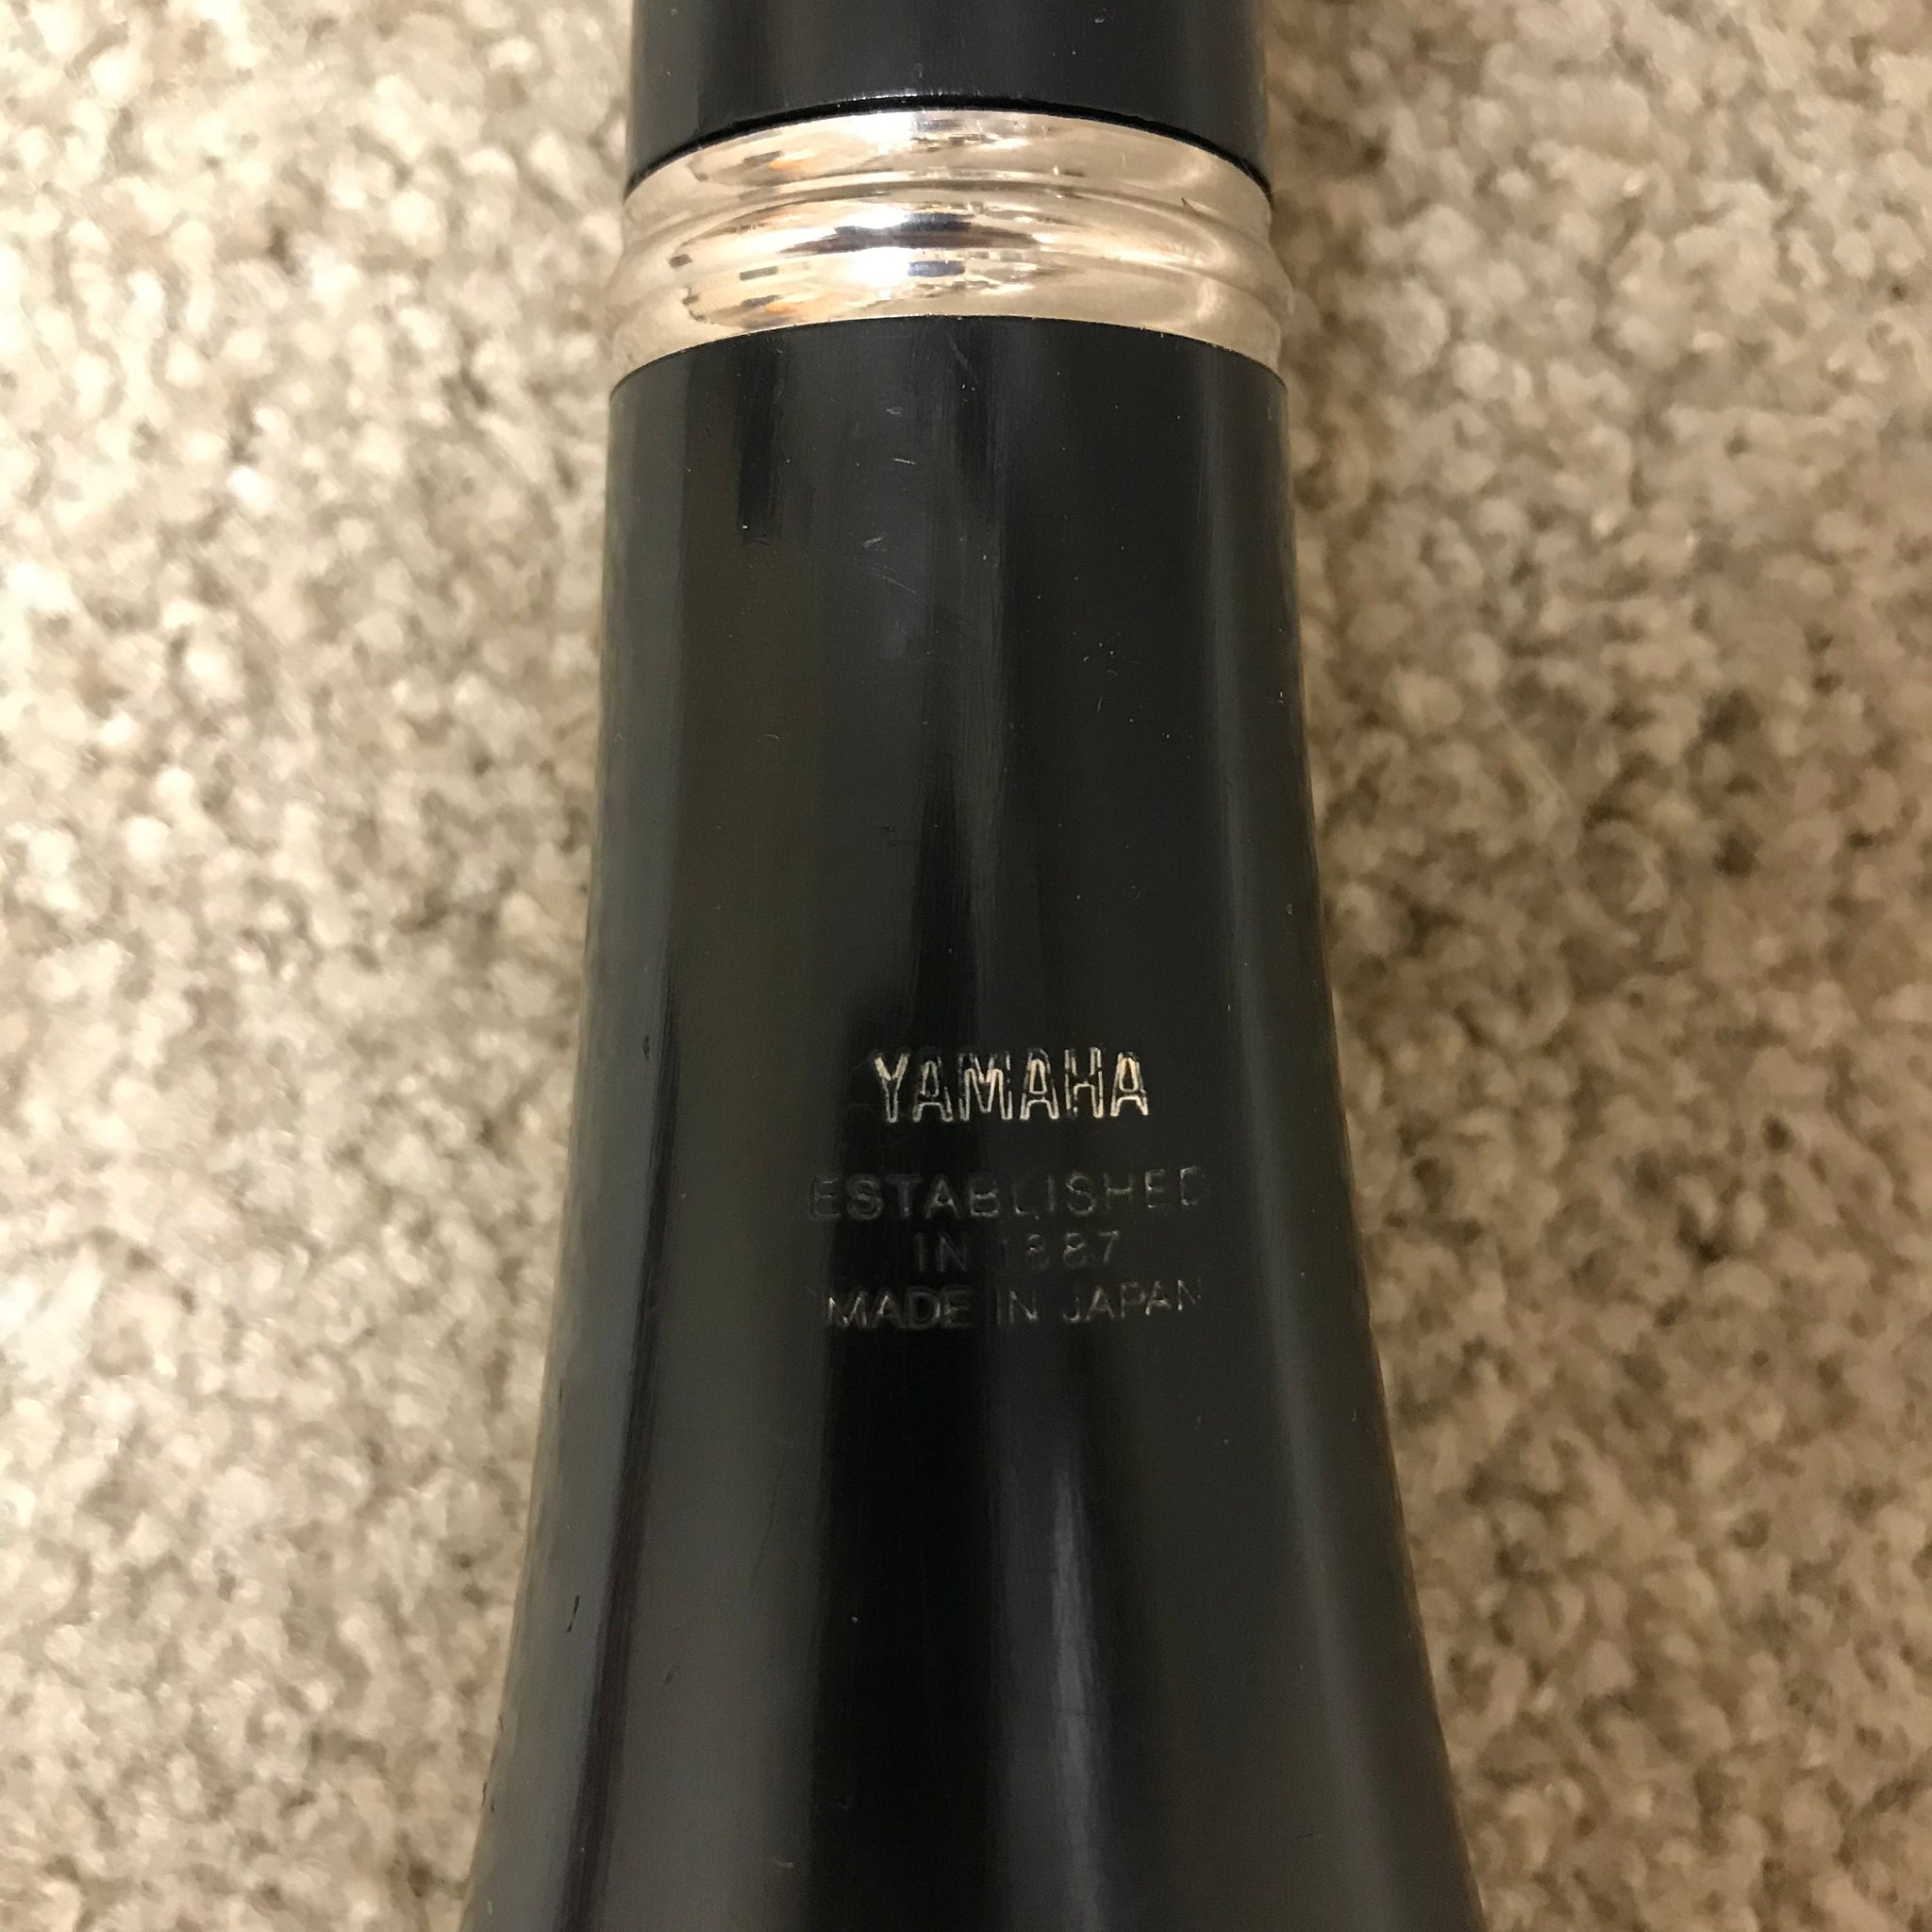 YAMAHA
ESTABLISHED
IN 1887
MADE IN JAPAN